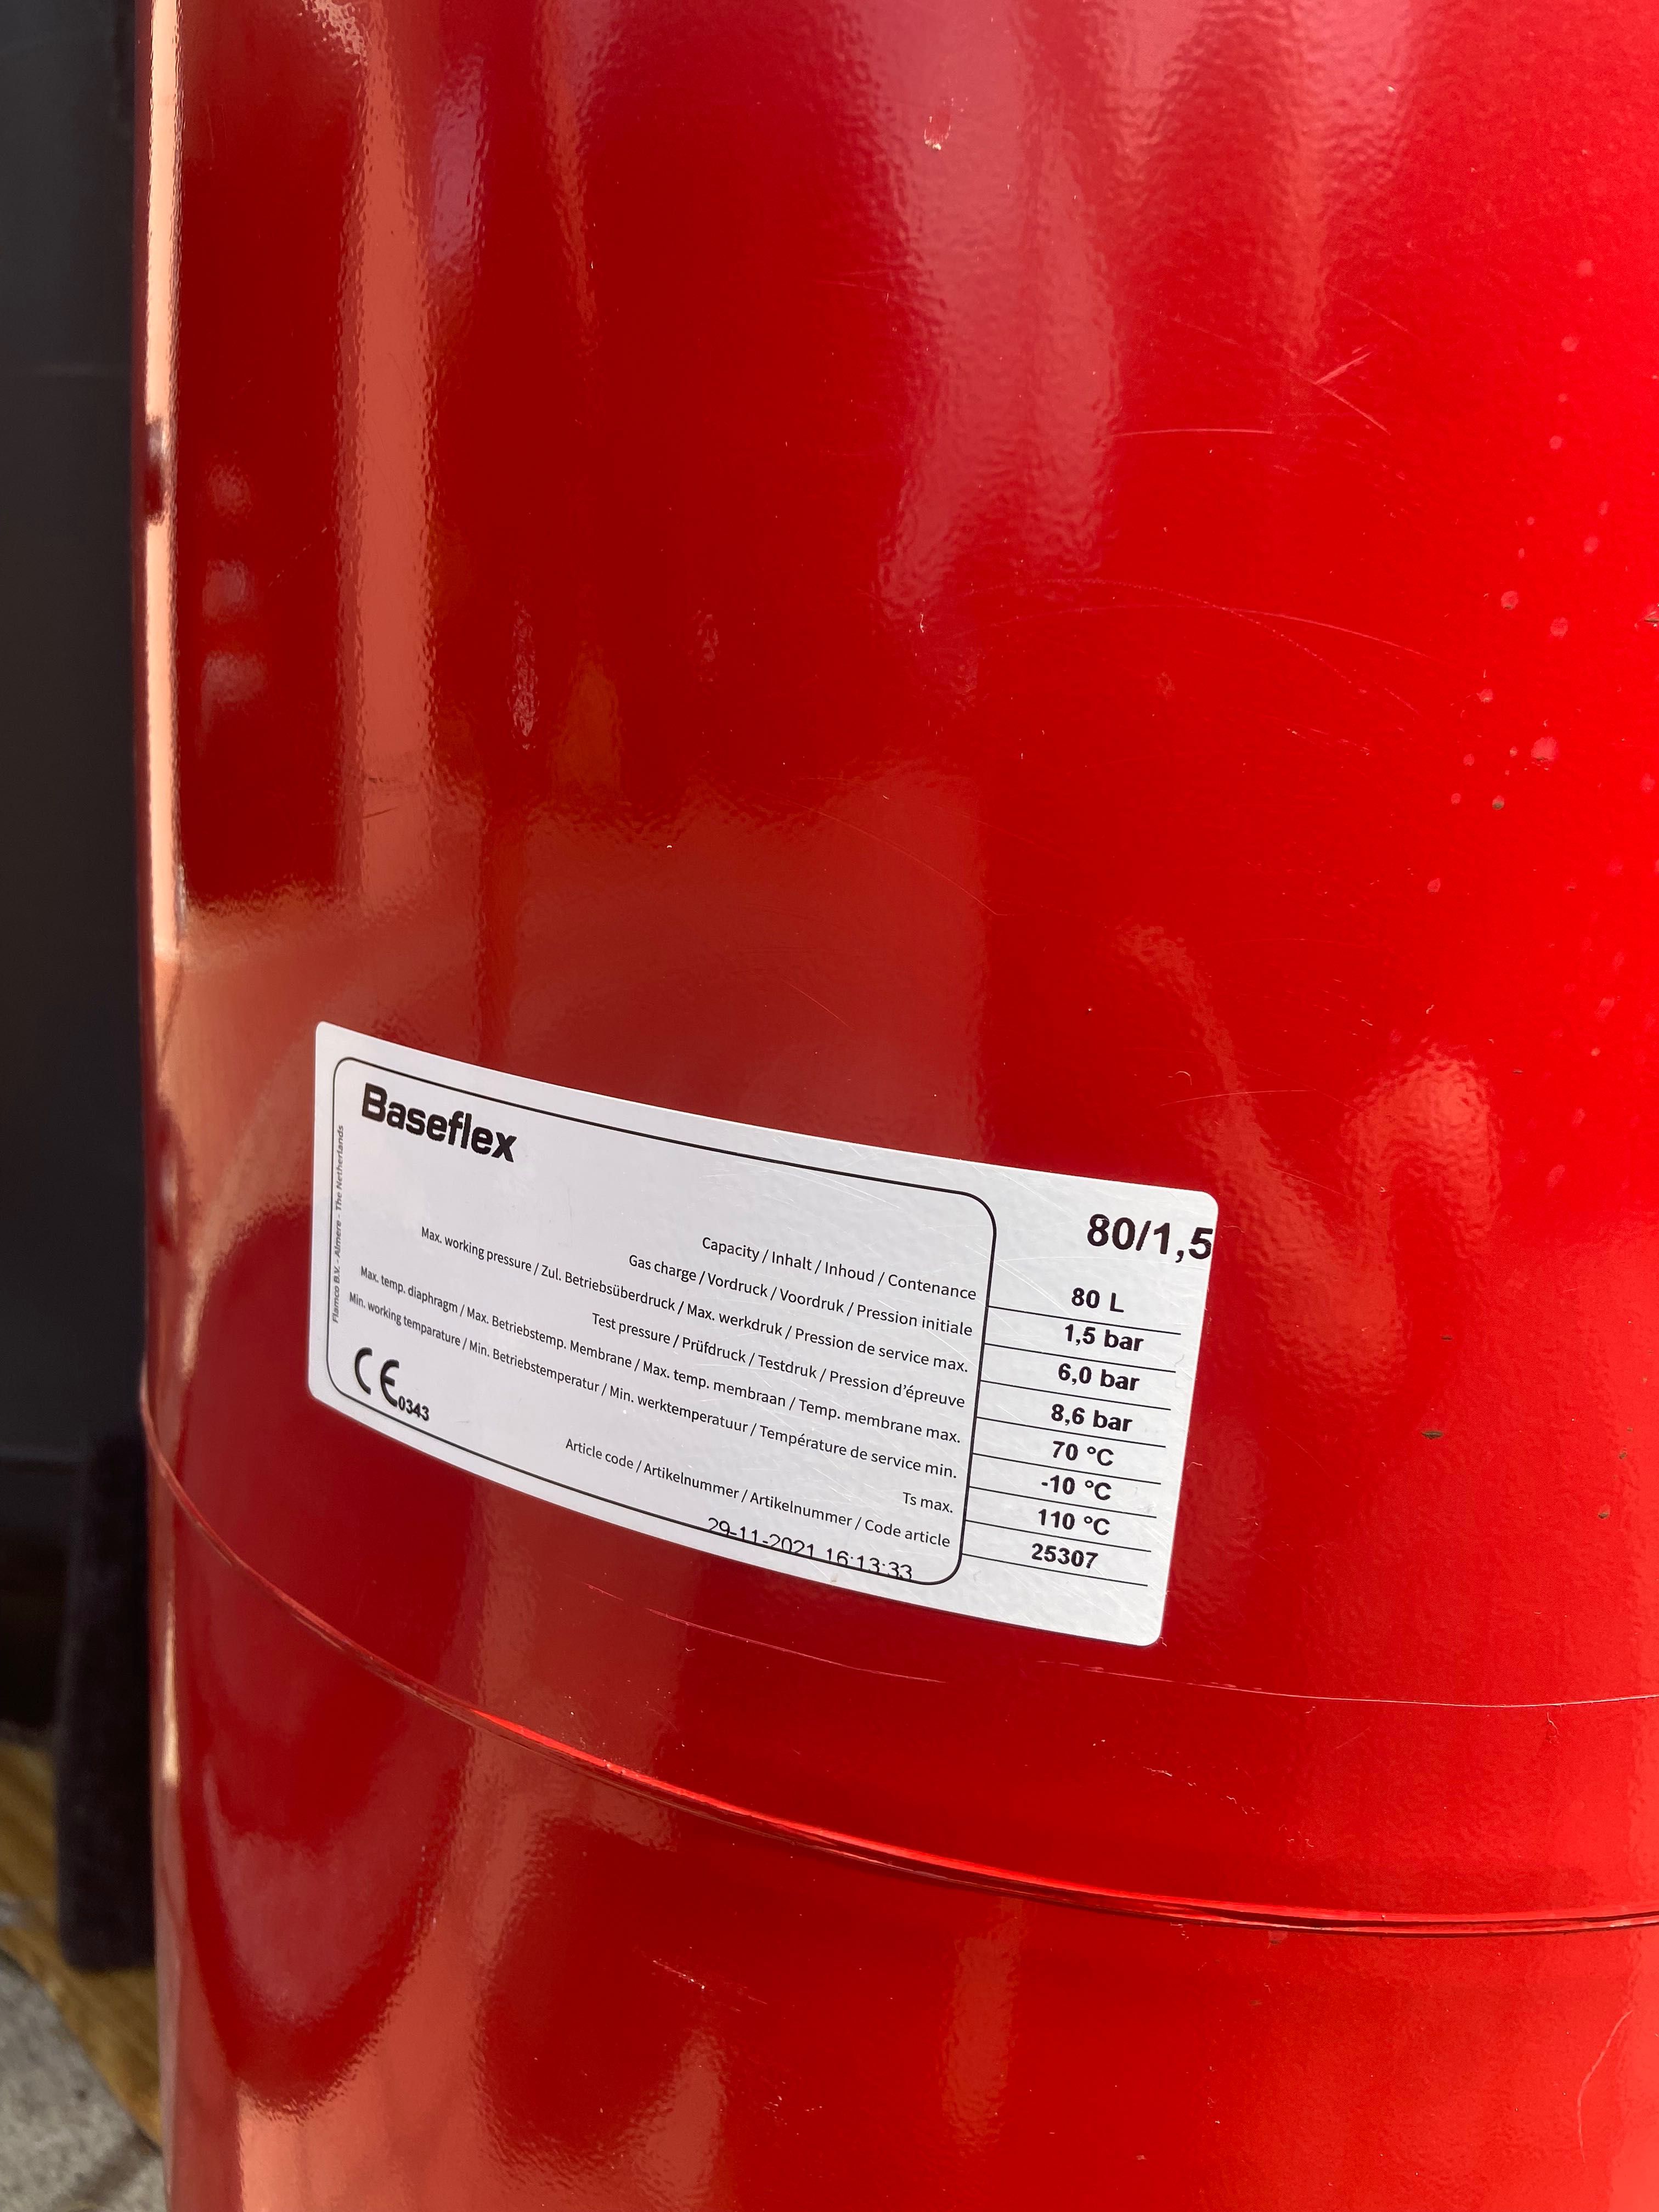 Baseflex
80/1,5
Flamco B.V. - Almere - The Netherlands
Capacity / Inhalt / Inhoud / Contenance 80 L
Gas charge / Vordruck / Voordruk / Pression initiale 1,5 bar
Max. working pressure / Zul. Betriebsüberdruck / Max. werkdruk / Pression de service max. 6,0 bar
Test pressure / Prüfdruck / Testdruk / Pression d'épreuve 8,6 bar
Max. temp. diaphragm / Max. Betriebstemp. Membrane / Max. temp. membraan / Temp. membrane max. 70 °C
Min. working temparature / Min. Betriebstemperatur / Min. werktemperatuur / Température de service min. -10 °C
Ts max. 110 °C
CE 0343
Article code / Artikelnummer / Artikelnummer / Code article 25307
29-11-2021 16:13:33